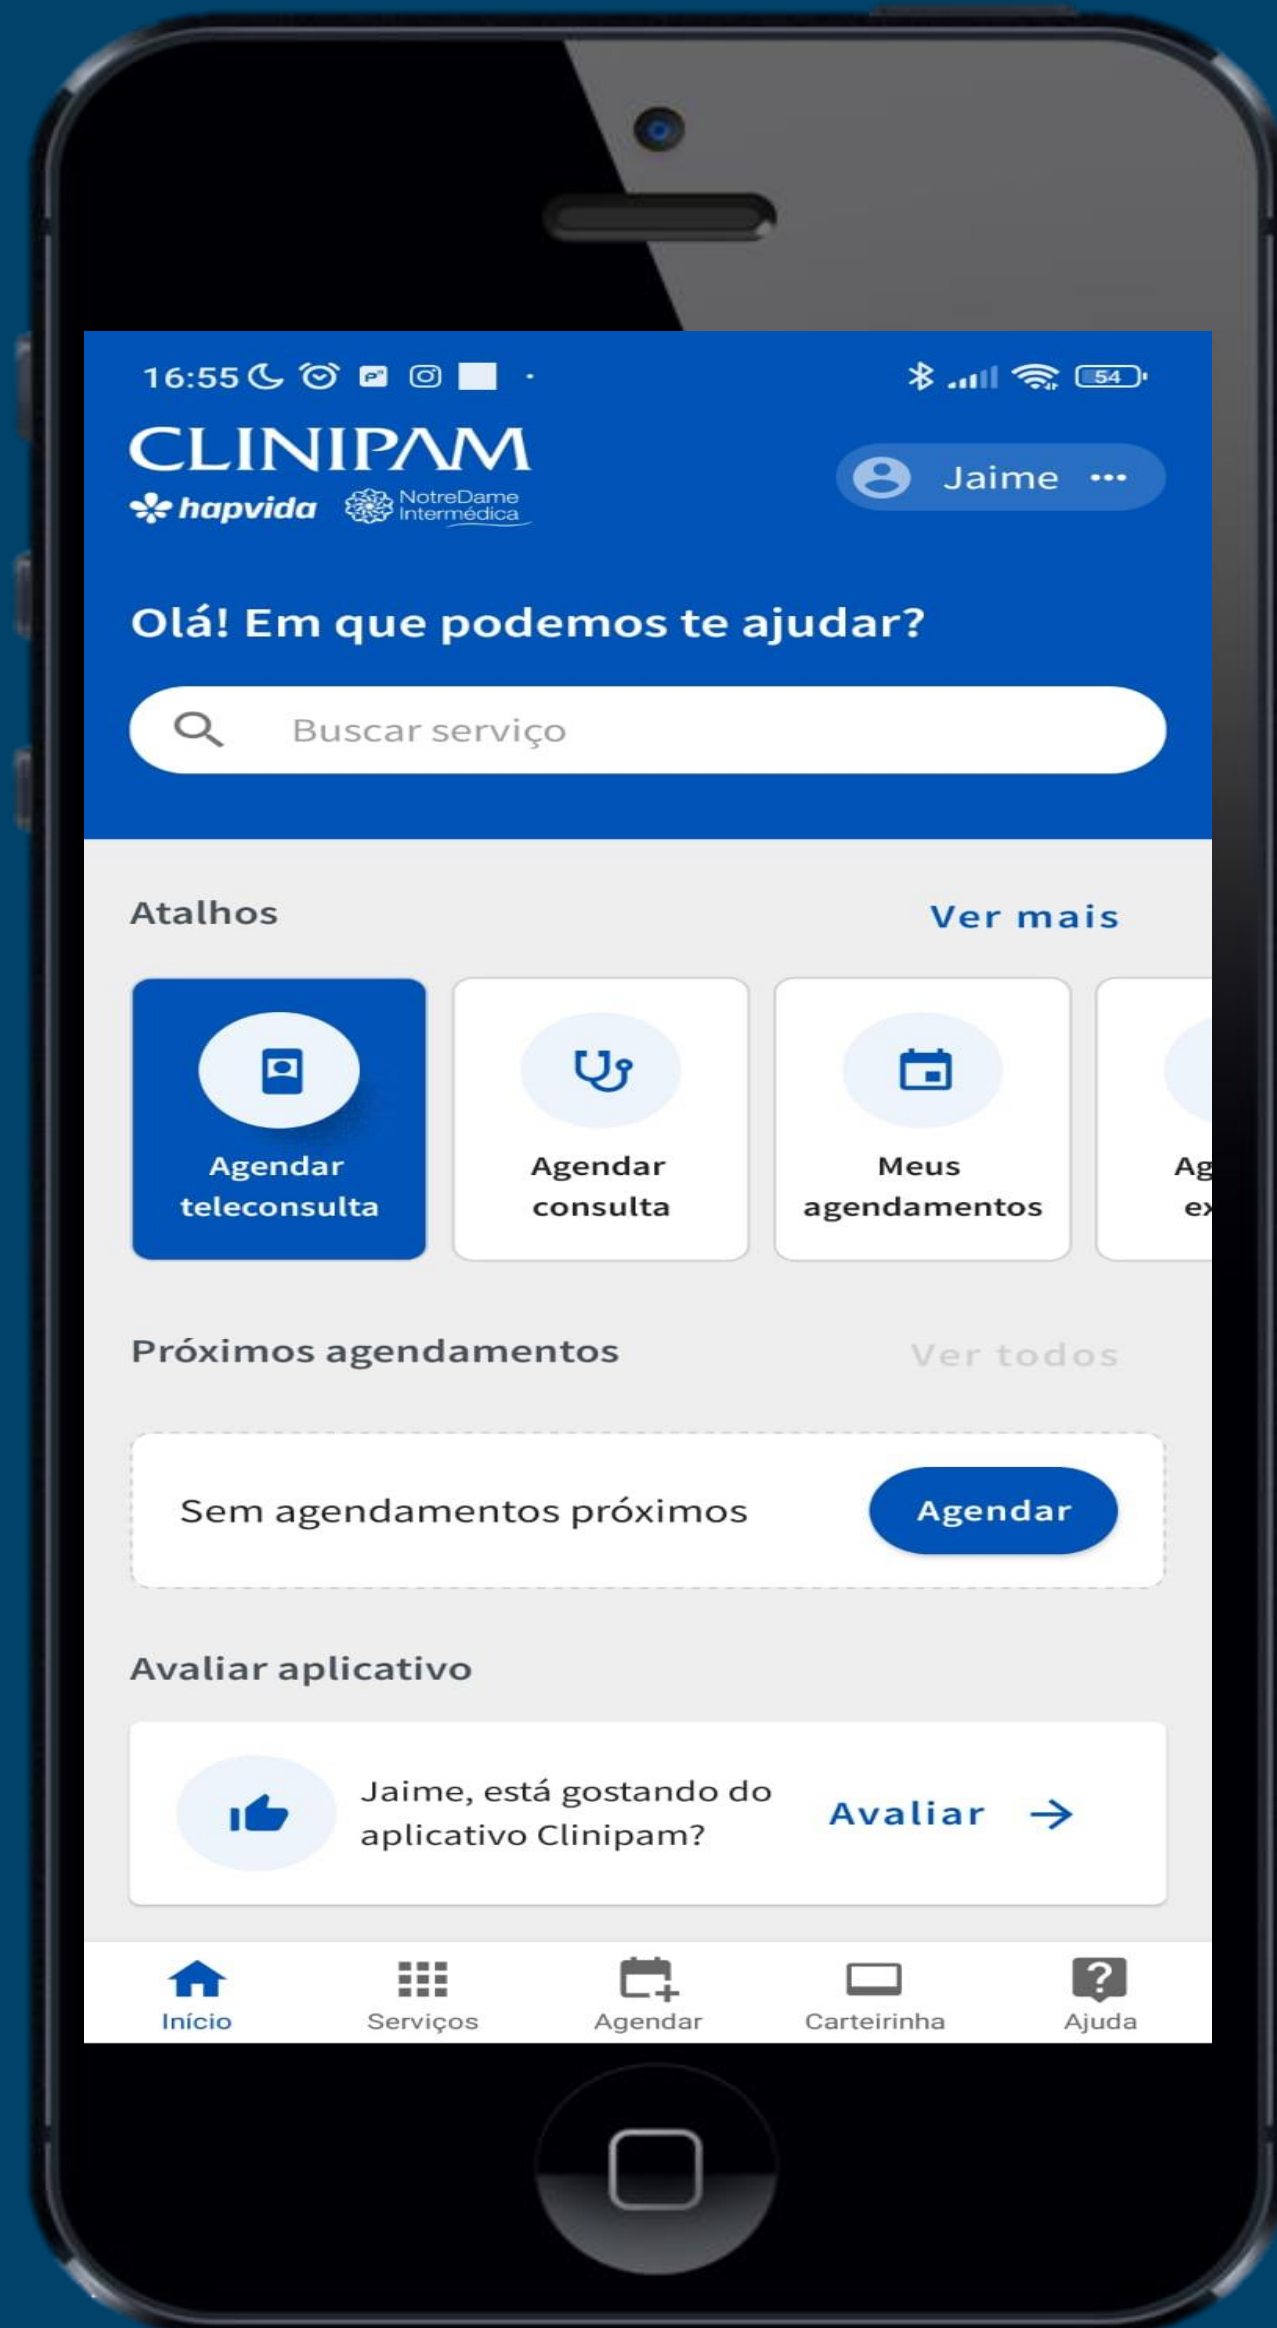 16:55
54
CLINIPAM
hapvida NotreDame
Intermédica
Jaime ...
Olá! Em que podemos te ajudar?
Buscar serviço
Atalhos
Ver mais
Agendar
teleconsulta
Agendar
consulta
Meus
agendamentos
Ag
ex
Próximos agendamentos
Ver todos
Sem agendamentos próximos
Agendar
Avaliar aplicativo
Jaime, está gostando do
aplicativo Clinipam?
Avaliar →
Início
Serviços
Agendar
Carteirinha
Ajuda